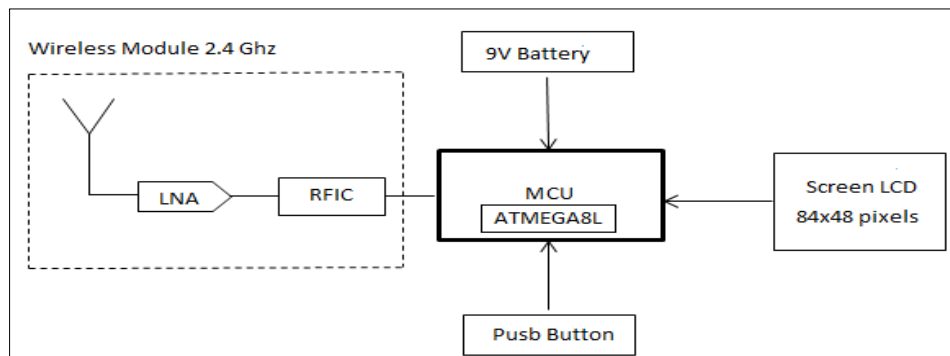 Wireless Module 2.4 Ghz
9V Battery
LNA
RFIC
MCU
ATMEGA8L
Screen LCD
84x48 pixels
Pusb Button